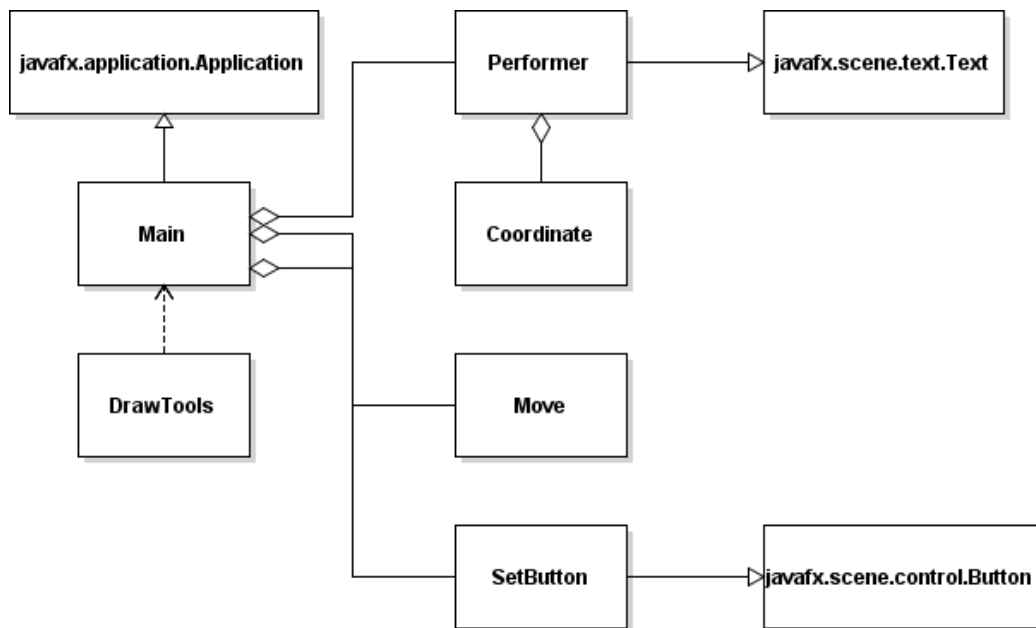 javafx.application.Application
Performer
javafx.scene.text.Text
Main
Coordinate
DrawTools
Move
SetButton
javafx.scene.control.Button